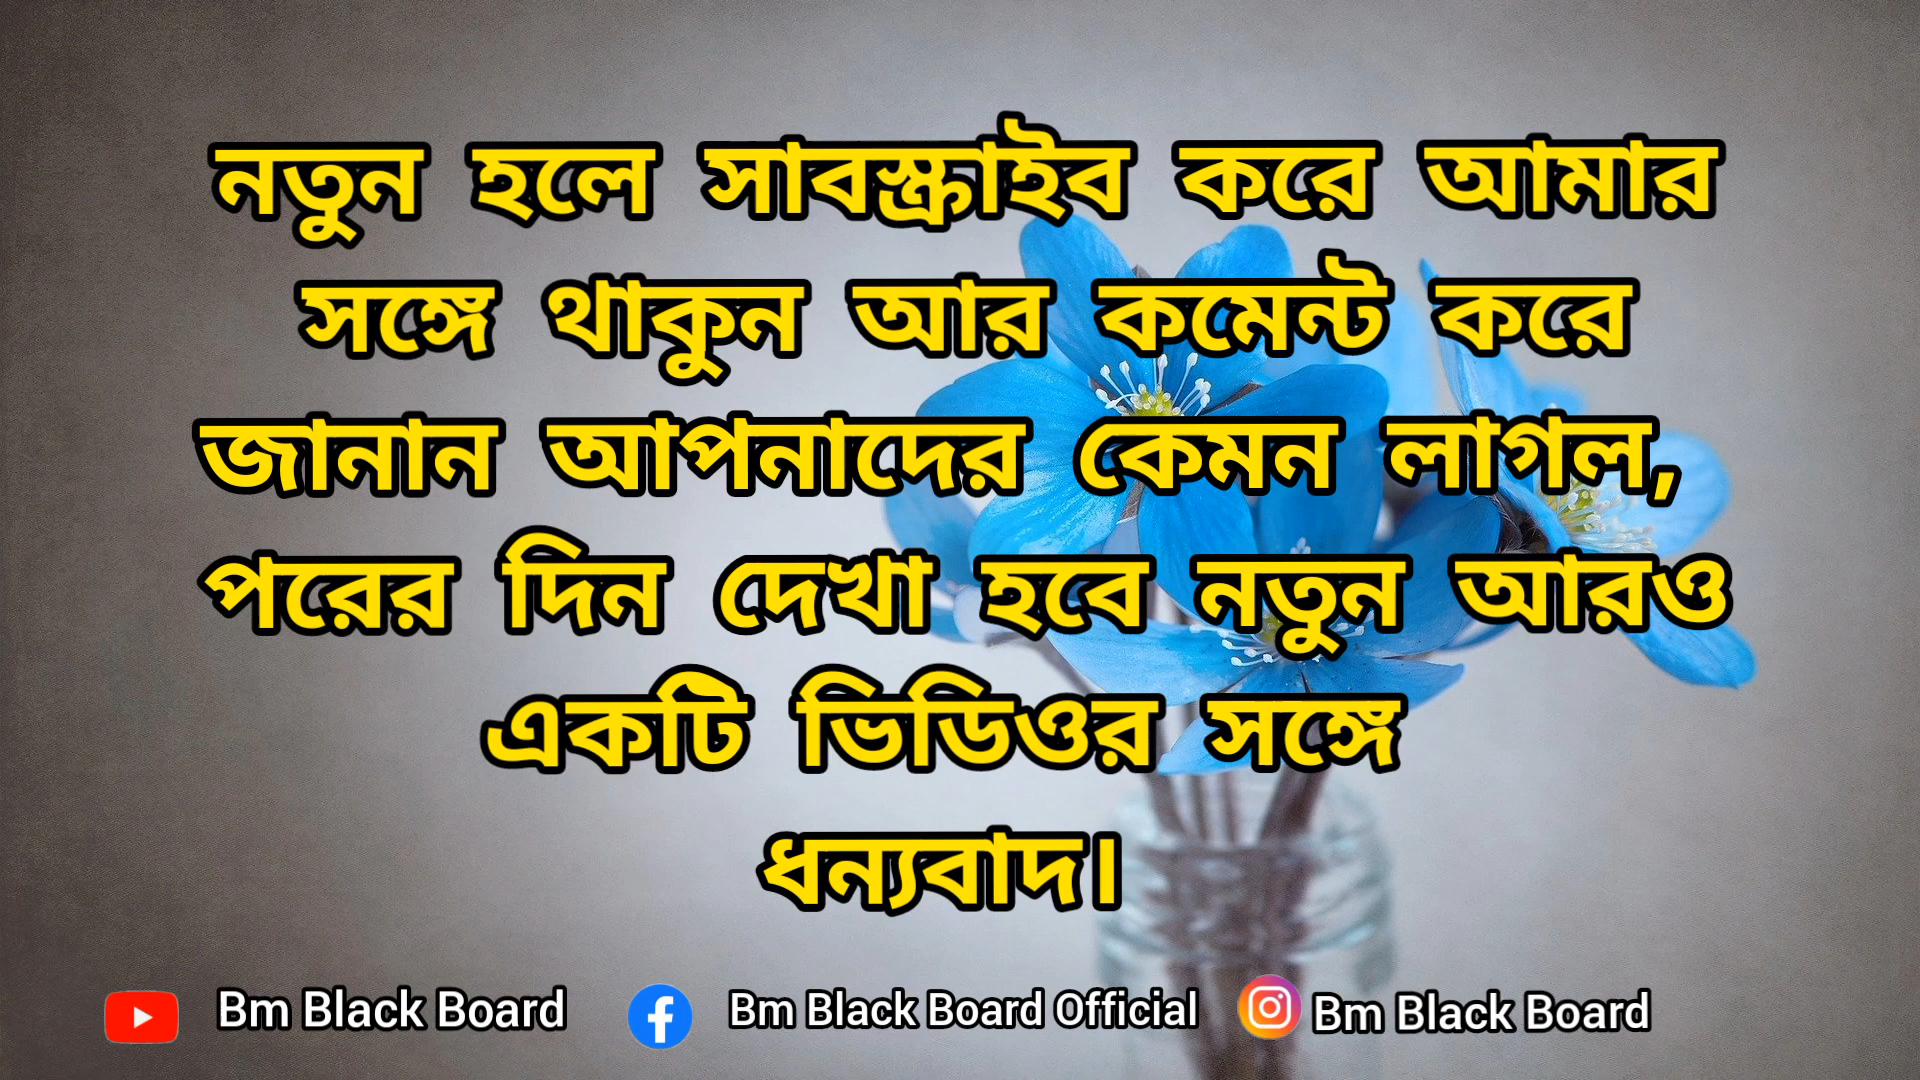 নতুন হলে সাবস্ক্রাইব করে আমার
সঙ্গে থাকুন আর কমেন্ট করে
জানান আপনাদের কেমন লাগল,
পরের দিন দেখা হবে নতুন আরও
একটি ভিডিওর সঙ্গে
ধন্যবাদ।
Bm Black Board Bm Black Board Official Bm Black Board